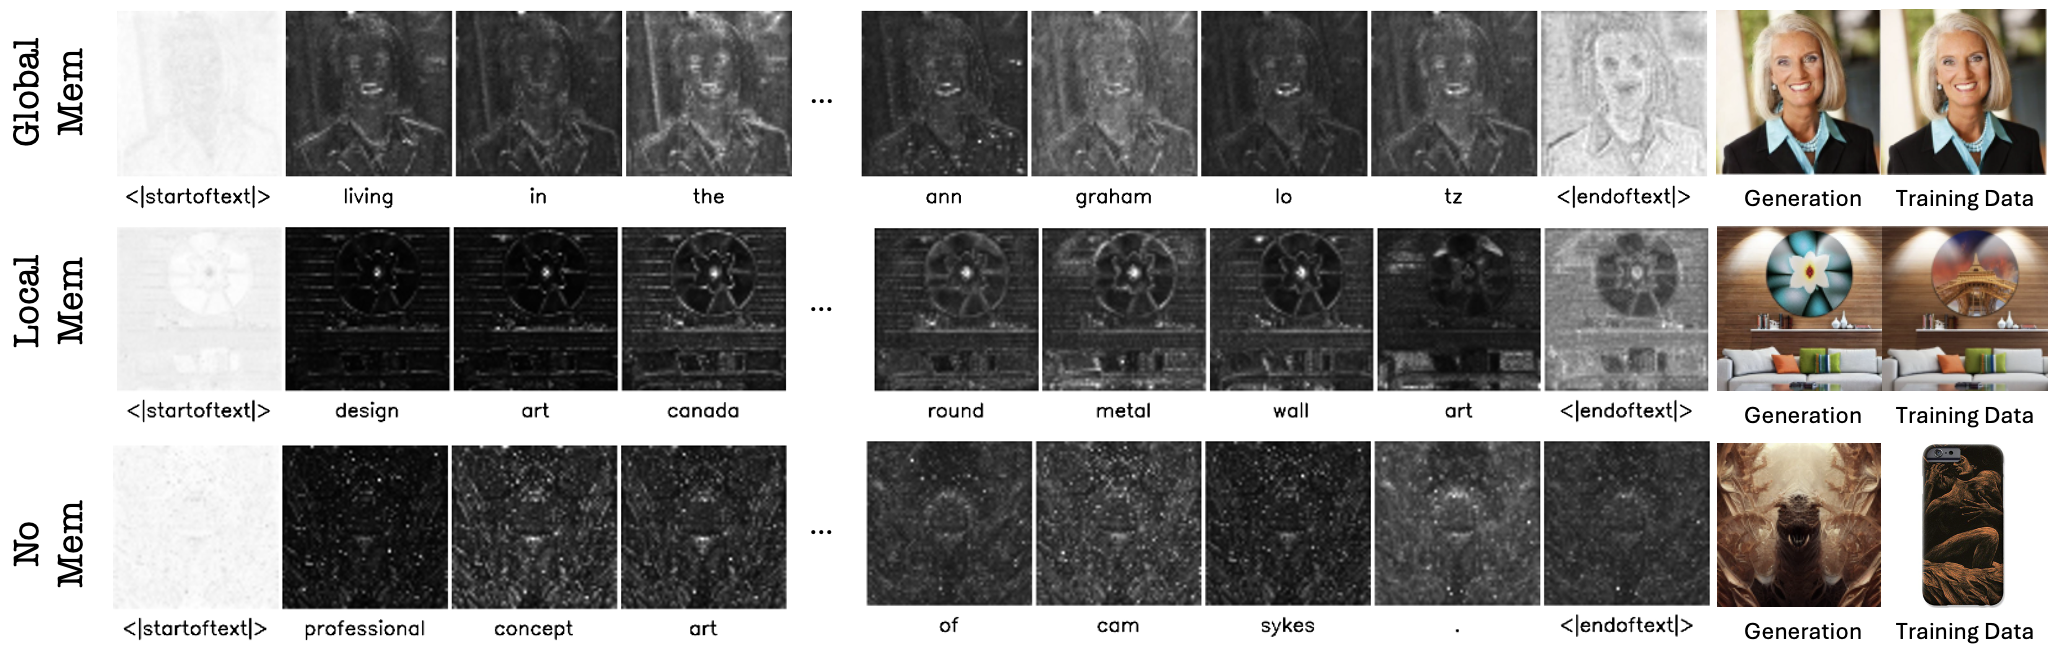 Global
Mem
<|startoftext|> living in the ... ann graham lo tz <|endoftext|> Generation Training Data
Local
Mem
<|startoftext|> design art canada ... round metal wall art <|endoftext|> Generation Training Data
No
Mem
<|startoftext|> professional concept art ... of cam sykes . <|endoftext|> Generation Training Data